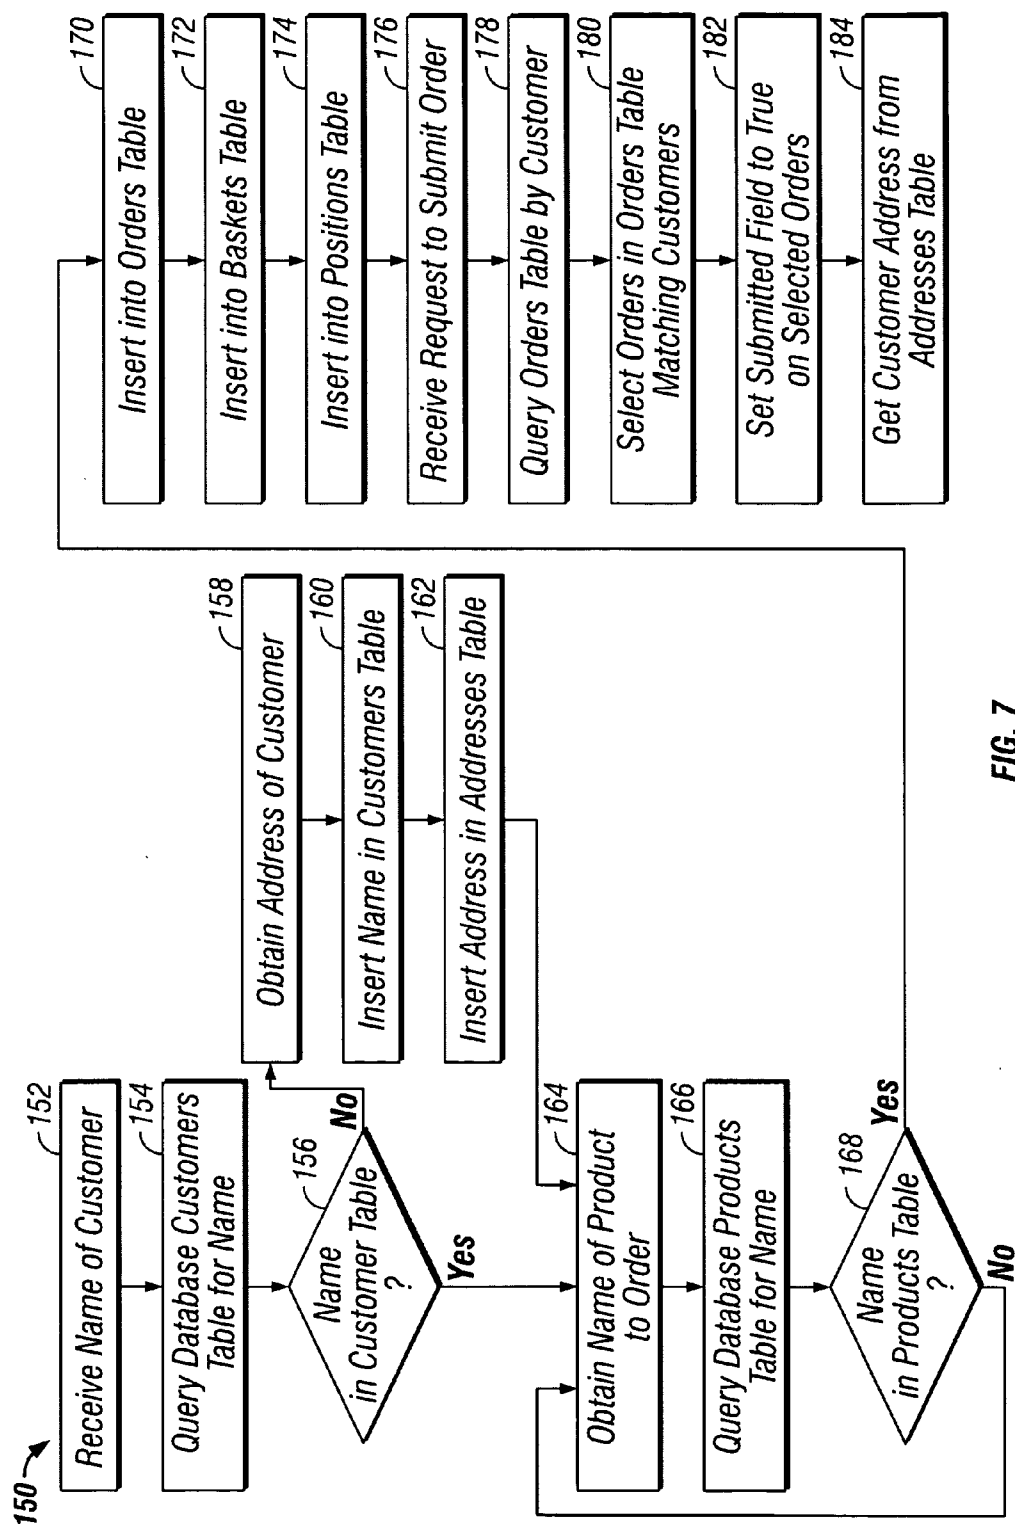 150
152
Receive Name of Customer
154
Query Database Customers
Table for Name
156
Name
in Customer Table
?
No
Yes
158
Obtain Address of Customer
160
Insert Name in Customers Table
162
Insert Address in Addresses Table
164
Obtain Name of Product
to Order
166
Query Database Products
Table for Name
168
Name
in Products Table
?
Yes
No
170
Insert into Orders Table
172
Insert into Baskets Table
174
Insert into Positions Table
176
Receive Request to Submit Order
178
Query Orders Table by Customer
180
Select Orders in Orders Table
Matching Customers
182
Set Submitted Field to True
on Selected Orders
184
Get Customer Address from
Addresses Table
FIG. 7